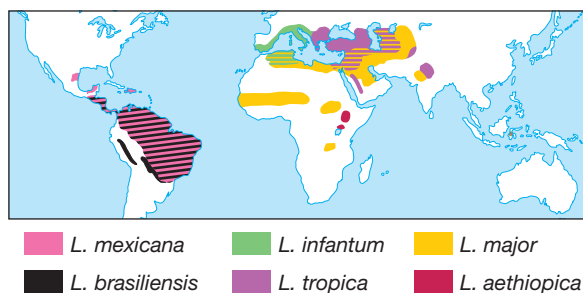 L. mexicana L. infantum L. major
L. brasiliensis L. tropica L. aethiopica